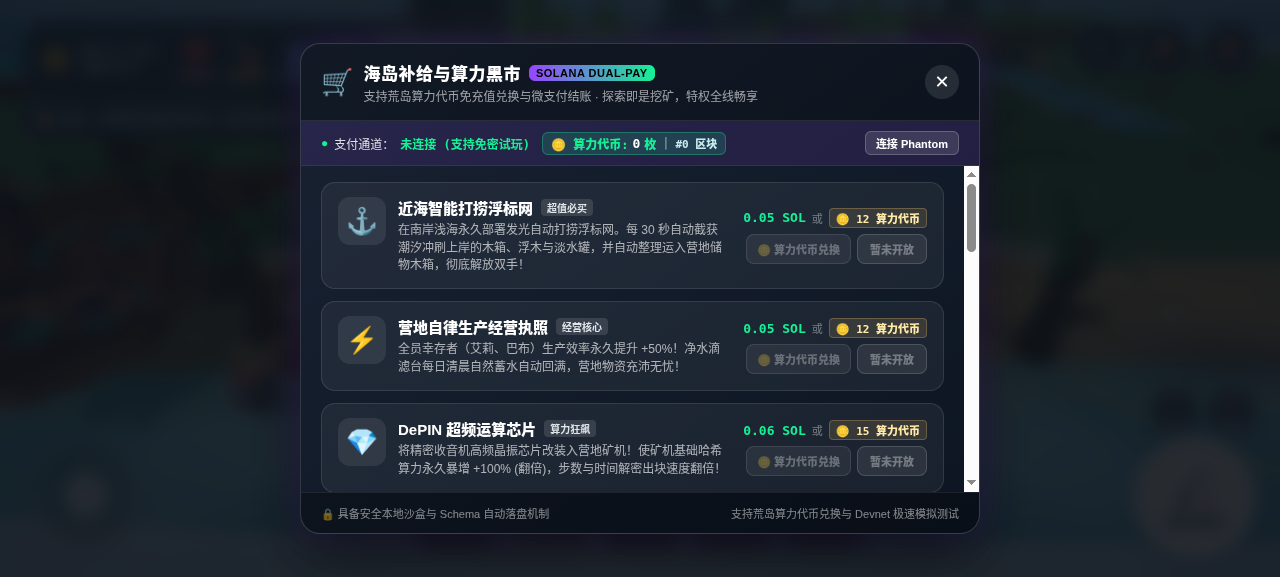 海岛补给与算力黑市 SOLANA DUAL-PAY
支持荒岛算力代币免充值兑换与微支付结账 · 探索即是挖矿，特权全线畅享
支付通道： 未连接 (支持免密试玩) 算力代币: 0 枚 | #0 区块 连接 Phantom
近海智能打捞浮标网 超值必买
在南岸浅海永久部署发光自动打捞浮标网。每 30 秒自动截获
潮汐冲刷上岸的木箱、浮木与淡水罐，并自动整理运入营地储
物木箱，彻底解放双手！
0.05 SOL 或 12 算力代币
算力代币兑换 暂未开放
营地自律生产经营执照 经营核心
全员幸存者（艾莉、巴布）生产效率永久提升 +50%！净水滴
滤台每日清晨自然蓄水自动回满，营地物资充沛无忧！
0.05 SOL 或 12 算力代币
算力代币兑换 暂未开放
DePIN 超频运算芯片 算力狂飙
将精密收音机高频晶振芯片改装入营地矿机！使矿机基础哈希
算力永久暴增 +100% (翻倍)，步数与时间解密出块速度翻倍！
0.06 SOL 或 15 算力代币
算力代币兑换 暂未开放
具备安全本地沙盒与 Schema 自动落盘机制
支持荒岛算力代币兑换与 Devnet 极速模拟测试